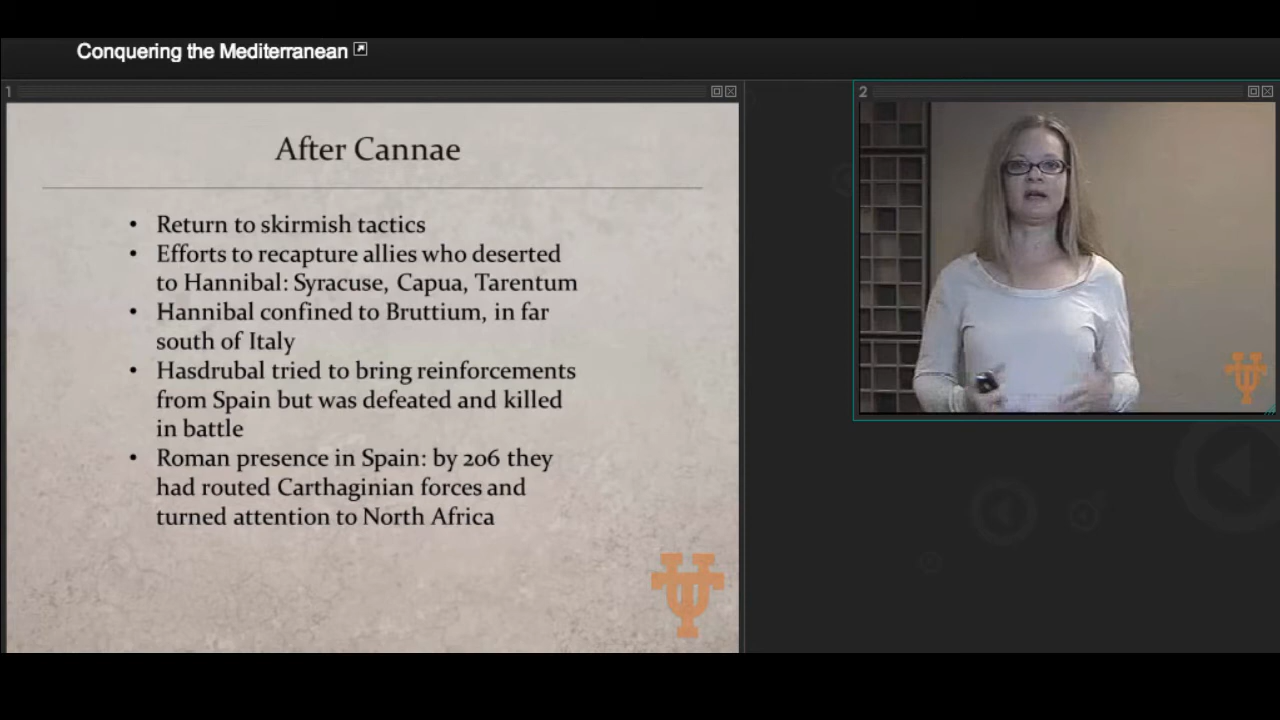 Conquering the Mediterranean
1
2
After Cannae
• Return to skirmish tactics
• Efforts to recapture allies who deserted
to Hannibal: Syracuse, Capua, Tarentum
• Hannibal confined to Bruttium, in far
south of Italy
• Hasdrubal tried to bring reinforcements
from Spain but was defeated and killed
in battle
• Roman presence in Spain: by 206 they
had routed Carthaginian forces and
turned attention to North Africa
UT
UT